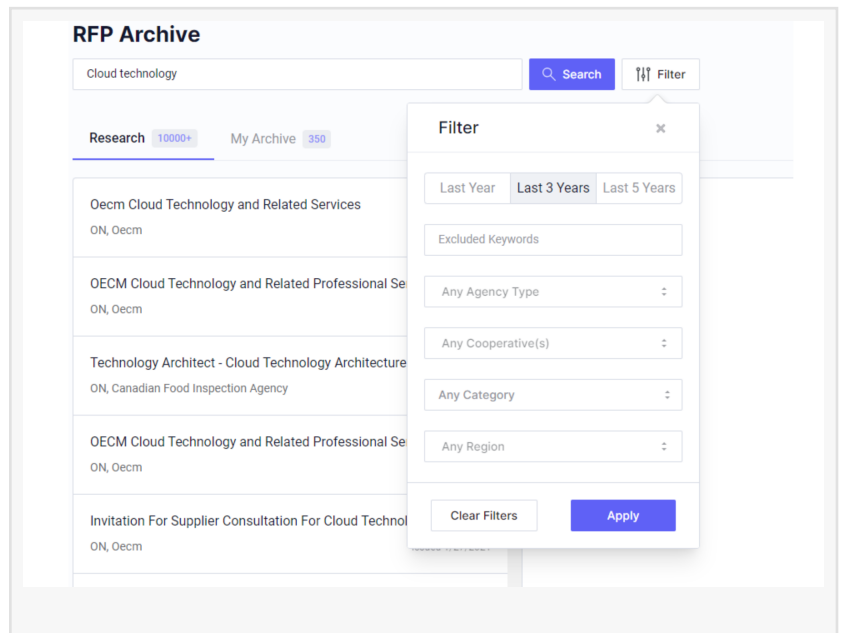 RFP Archive
Cloud technology
Search
Filter
Research 10000+
My Archive 350
Oecm Cloud Technology and Related Services
ON, Oecm
OECM Cloud Technology and Related Professional
ON, Oecm
Technology Architect - Cloud Technology Architecture
ON, Canadian Food Inspection Agency
OECM Cloud Technology and Related Professional
ON, Oecm
Invitation For Supplier Consultation For Cloud
ON, Oecm
Filter
Last Year
Last 3 Years
Last 5 Years
Excluded Keywords
Any Agency Type
Any Cooperative(s)
Any Category
Any Region
Clear Filters
Apply